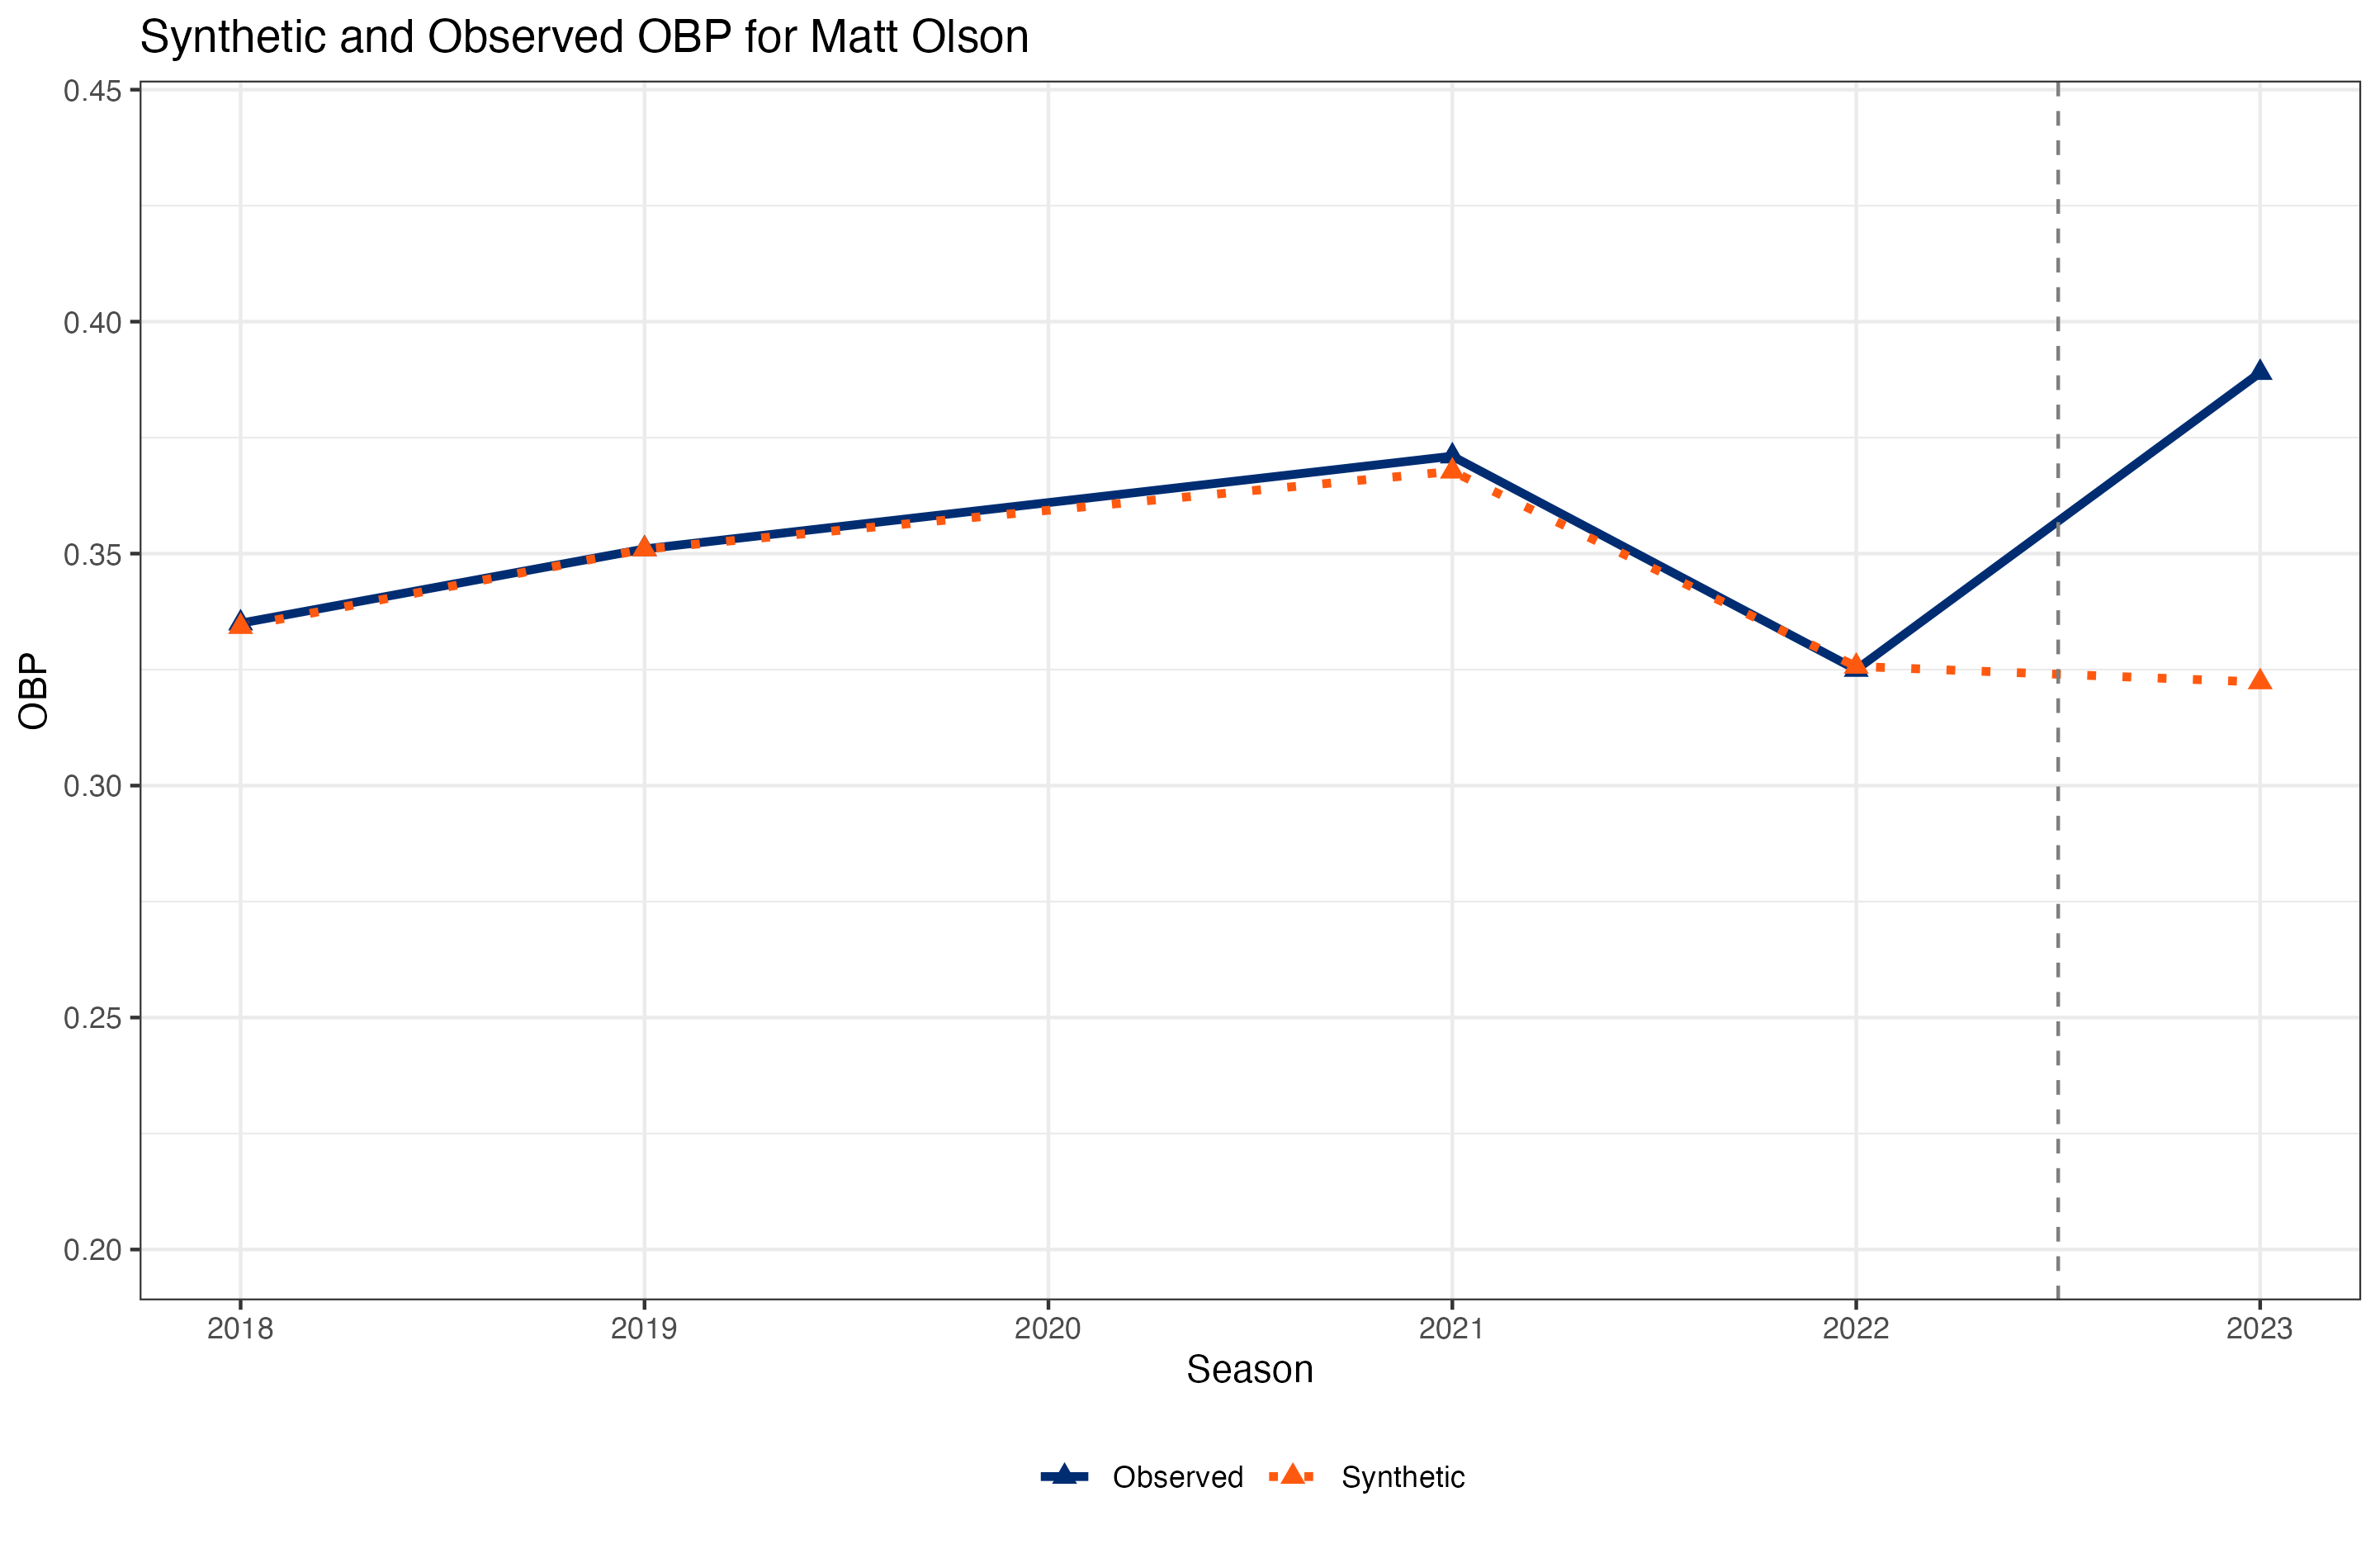 Synthetic and Observed OBP for Matt Olson
0.45
0.40
0.35
0.30
0.25
0.20
OBP
2018 2019 2020 2021 2022 2023
Season
Observed Synthetic